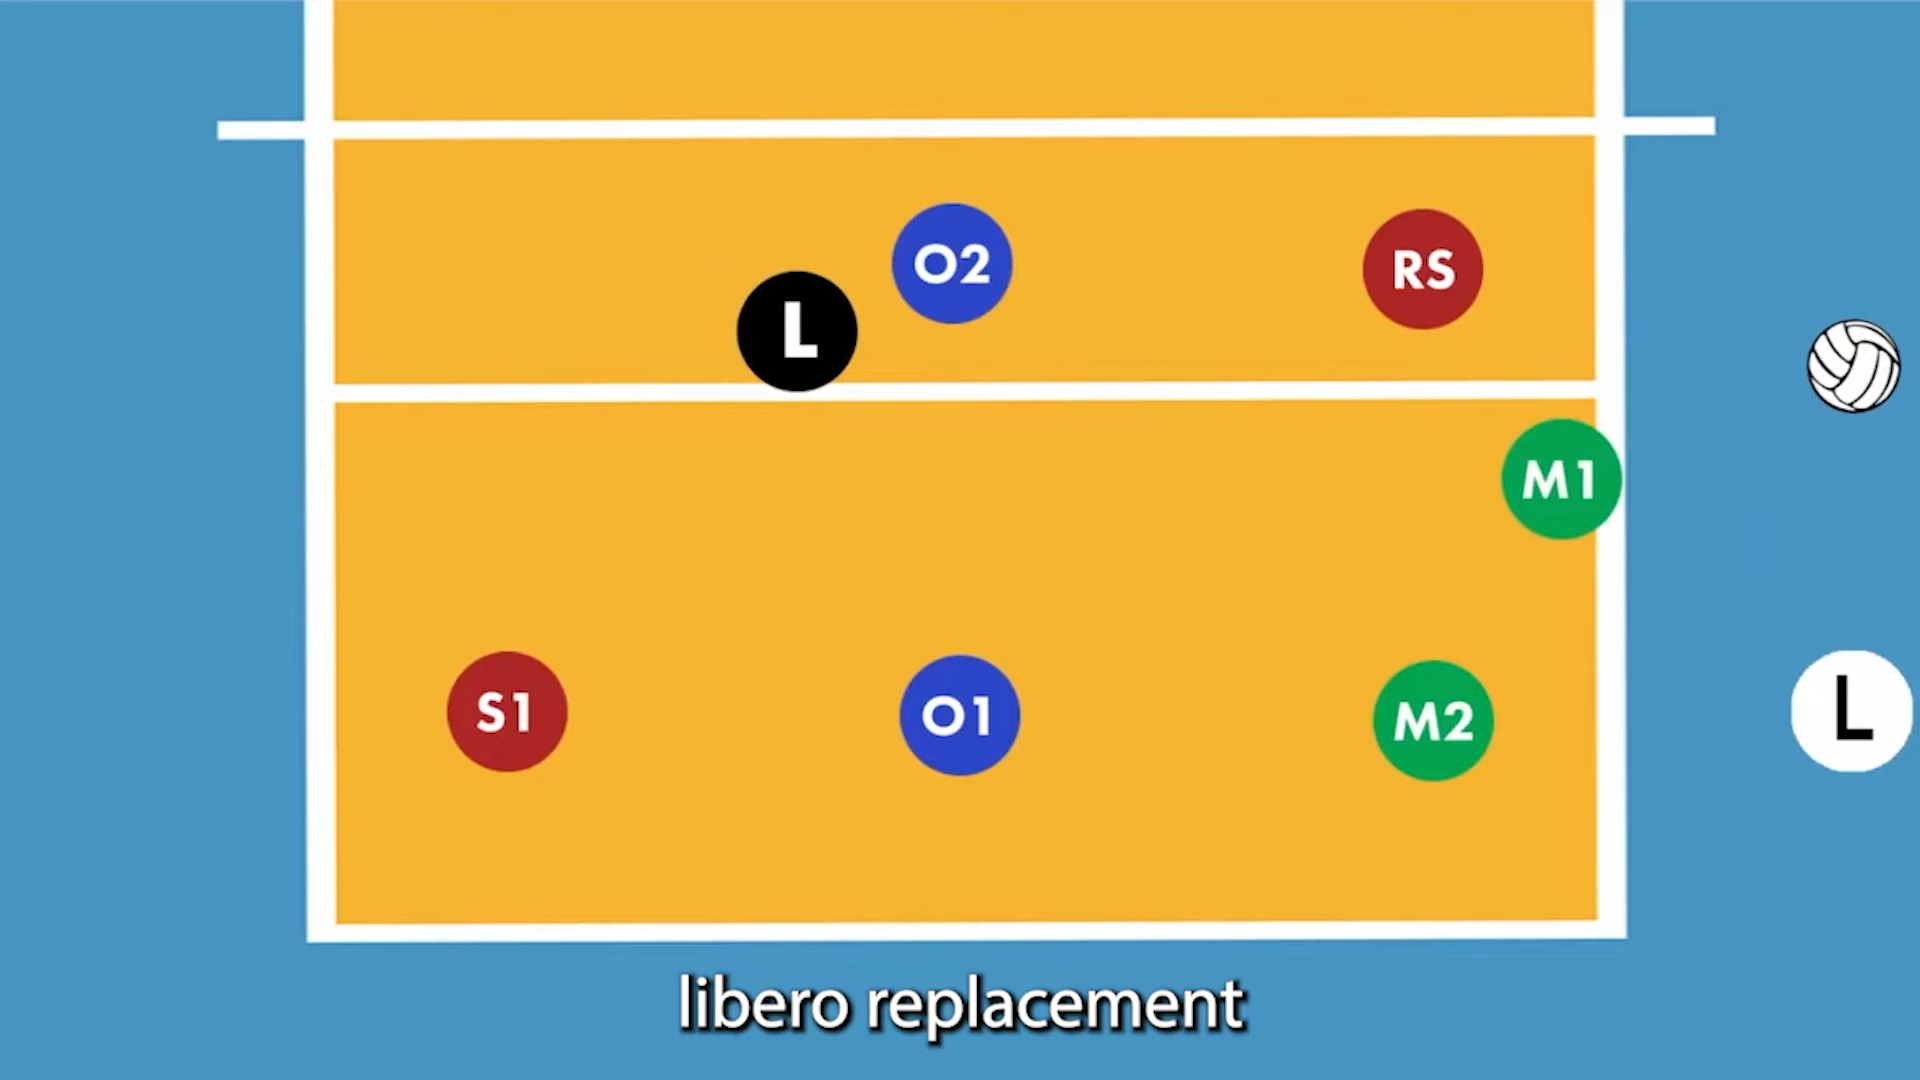 O2
RS
L
M1
S1
O1
M2
L
libero replacement